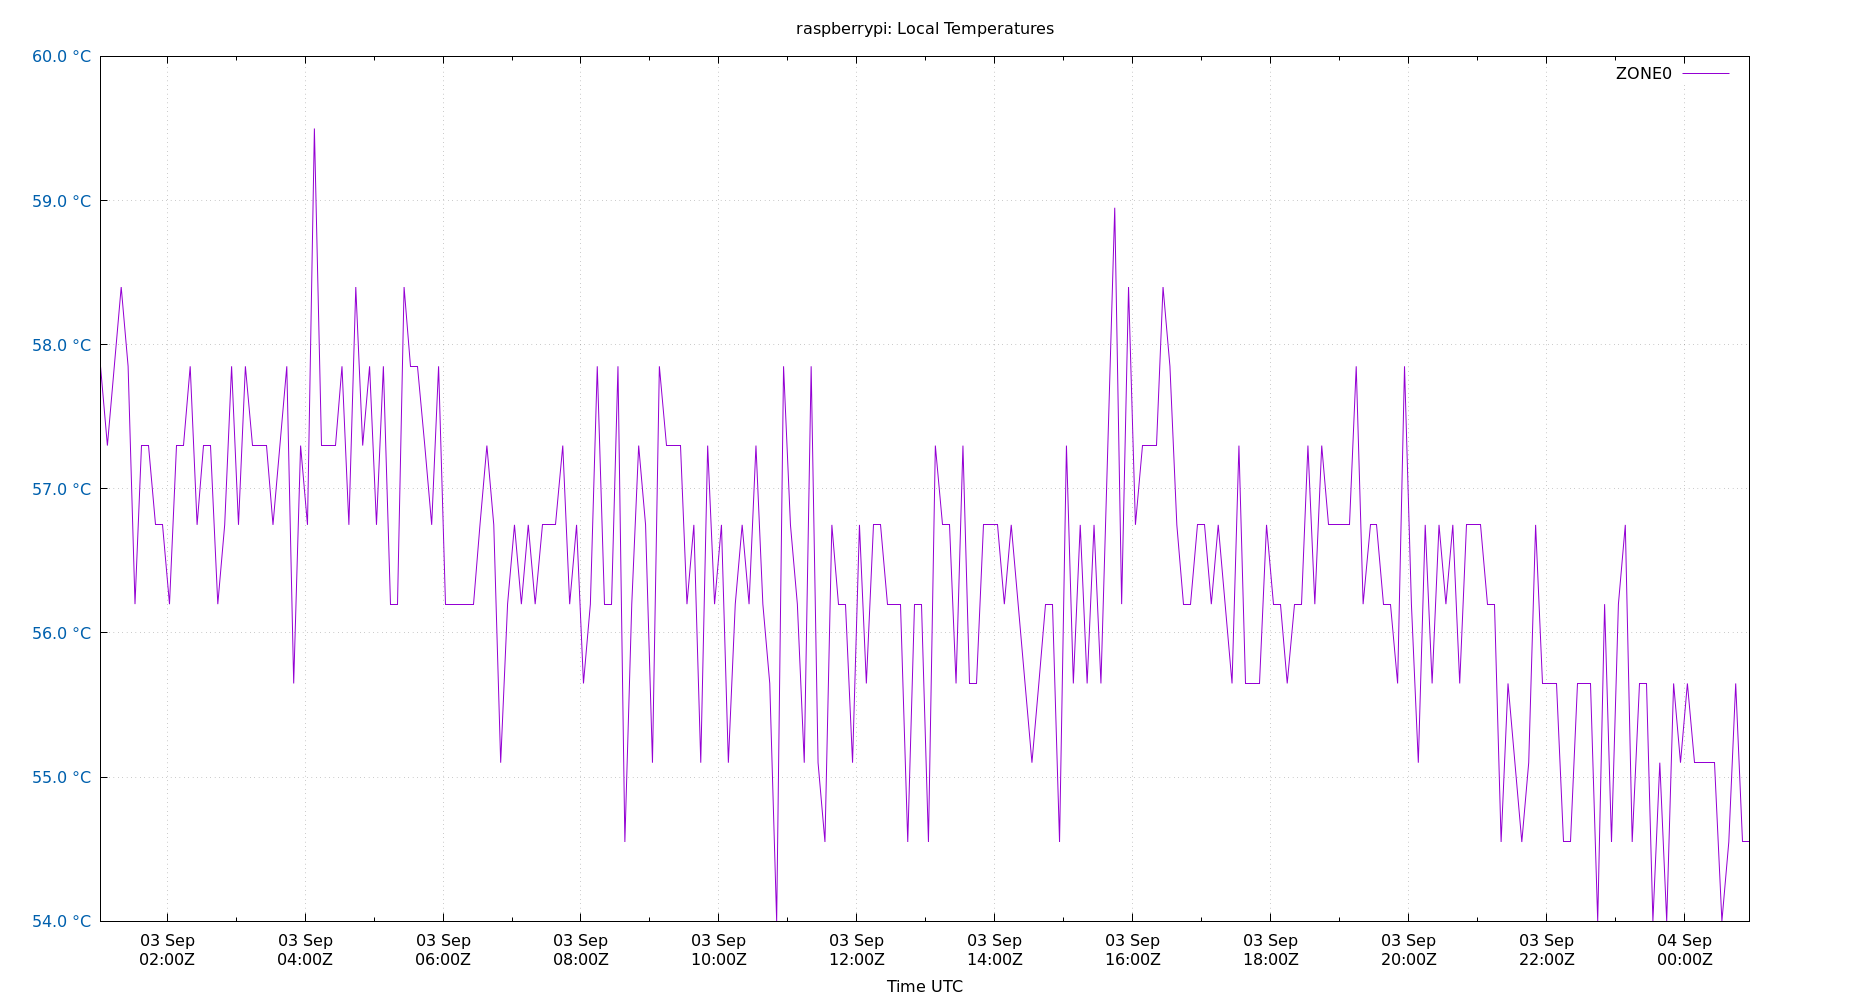 raspberrypi: Local Temperatures
60.0 °C
ZONE0
59.0 °C
58.0 °C
57.0 °C
56.0 °C
55.0 °C
54.0 °C
03 Sep 03 Sep 03 Sep 03 Sep 03 Sep 03 Sep 03 Sep 03 Sep 03 Sep 03 Sep 03 Sep 04 Sep
02:00Z 04:00Z 06:00Z 08:00Z 10:00Z 12:00Z 14:00Z 16:00Z 18:00Z 20:00Z 22:00Z 00:00Z
Time UTC